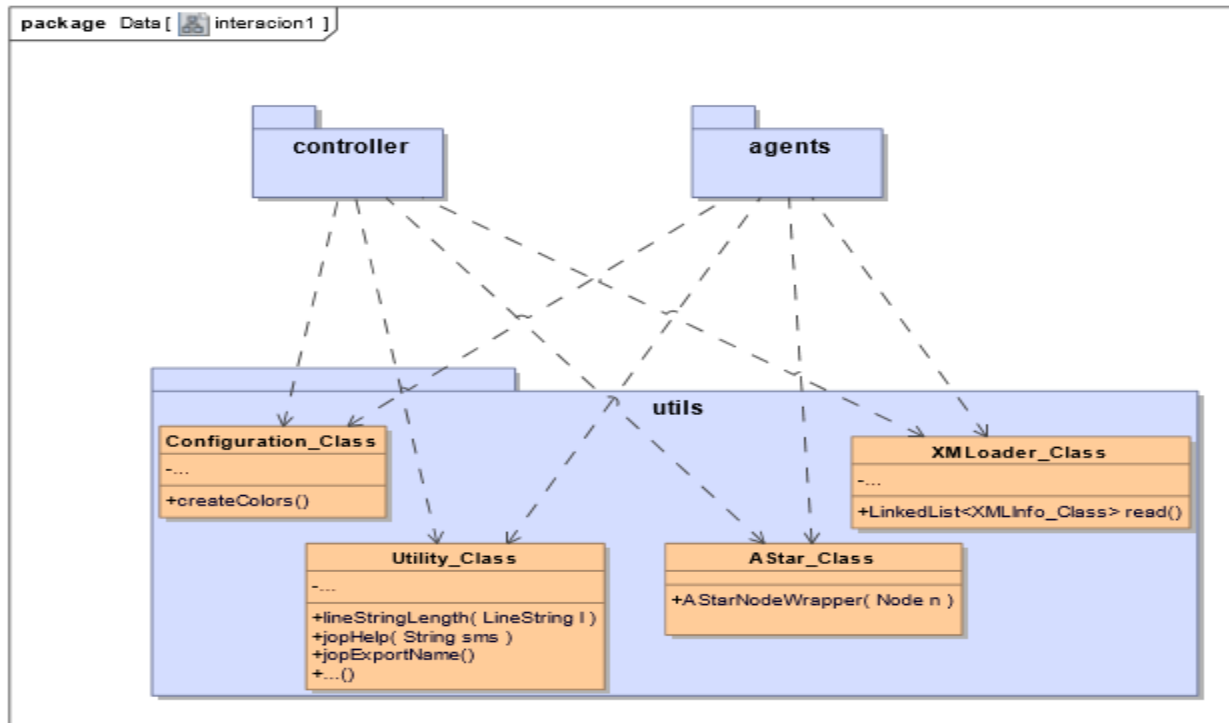 package Data [ interacion1 ]
controller
agents
utils
Configuration_Class
-...
+createColors()
XMLoader_Class
-...
+LinkedList<XMLInfo_Class> read()
Utility_Class
-...
+lineStringLength( LineString l )
+jopHelp( String sms )
+jopExportName()
+...()
AStar_Class
+AStarNodeWrapper( Node n )